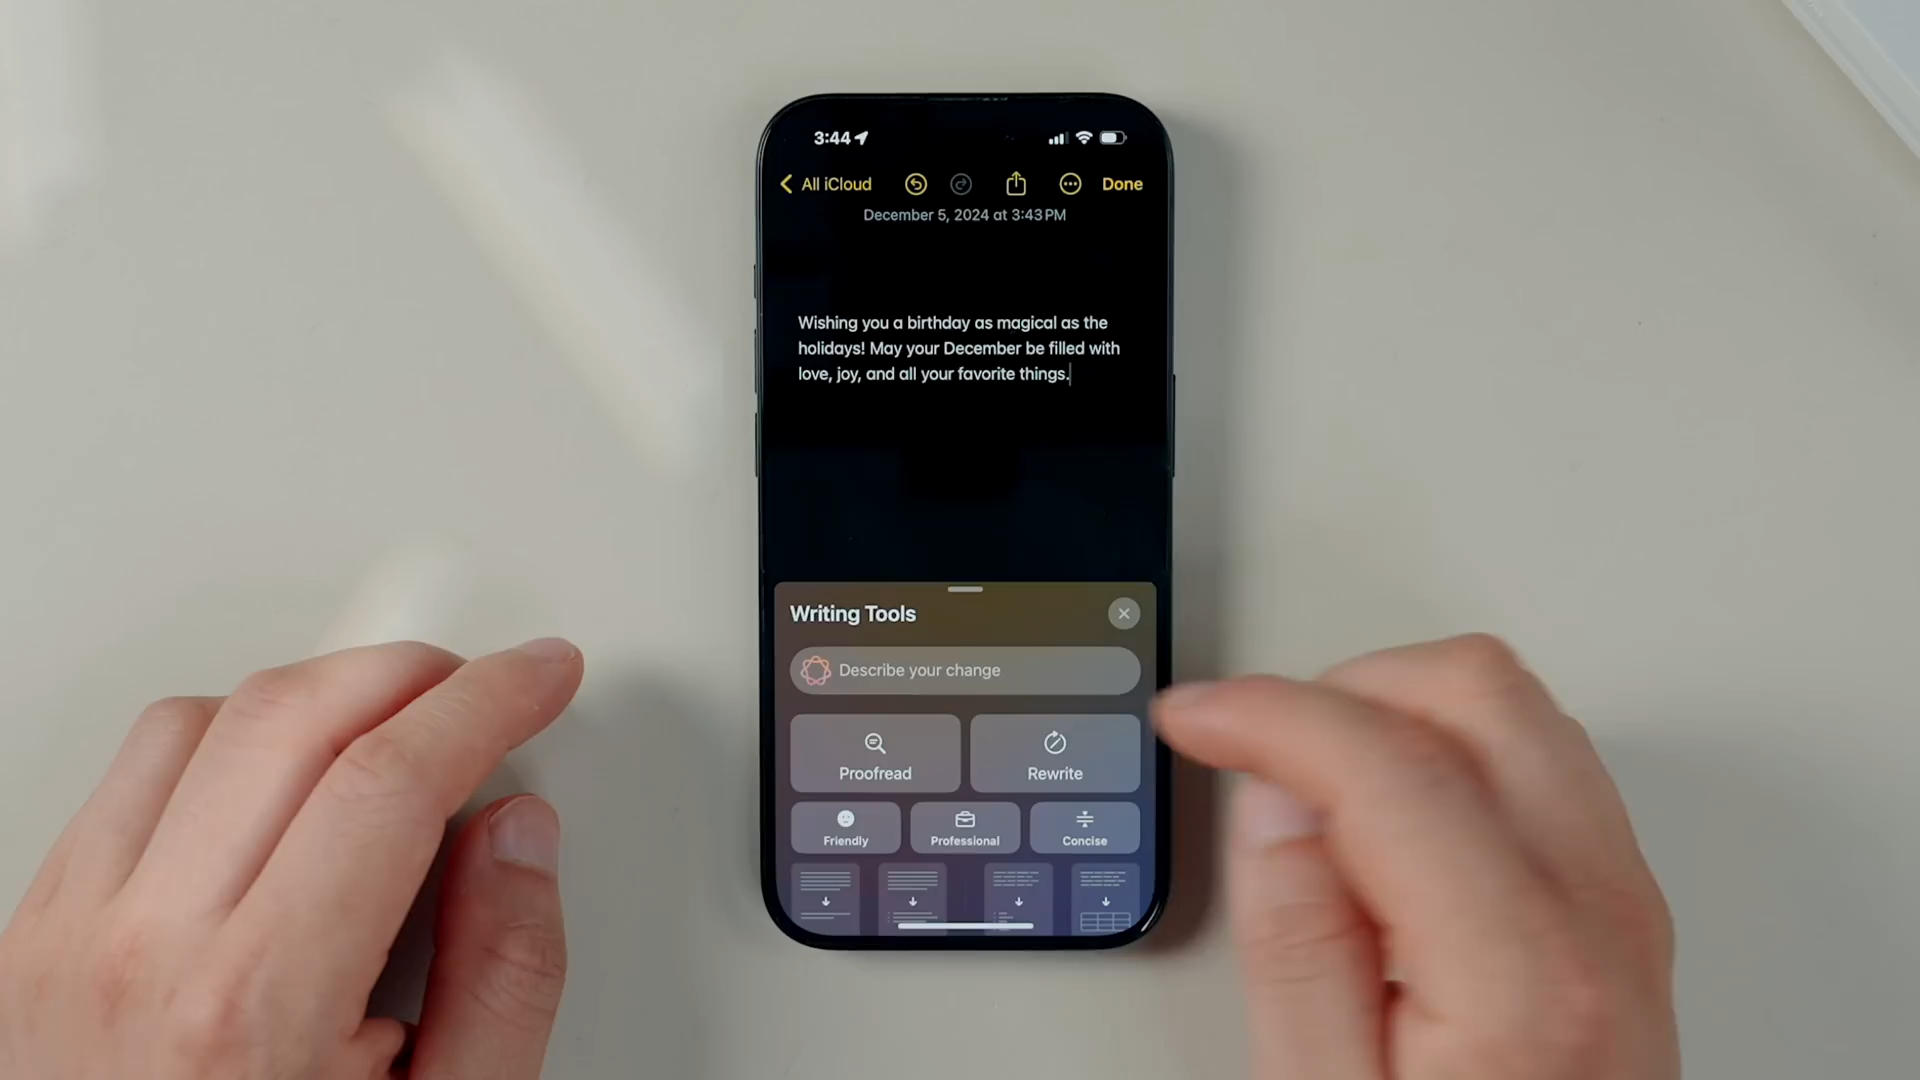 3:44
All iCloud
Done
December 5, 2024 at 3:43 PM
Wishing you a birthday as magical as the
holidays! May your December be filled with
love, joy, and all your favorite things.
Writing Tools
Describe your change
Proofread
Rewrite
Friendly
Professional
Concise